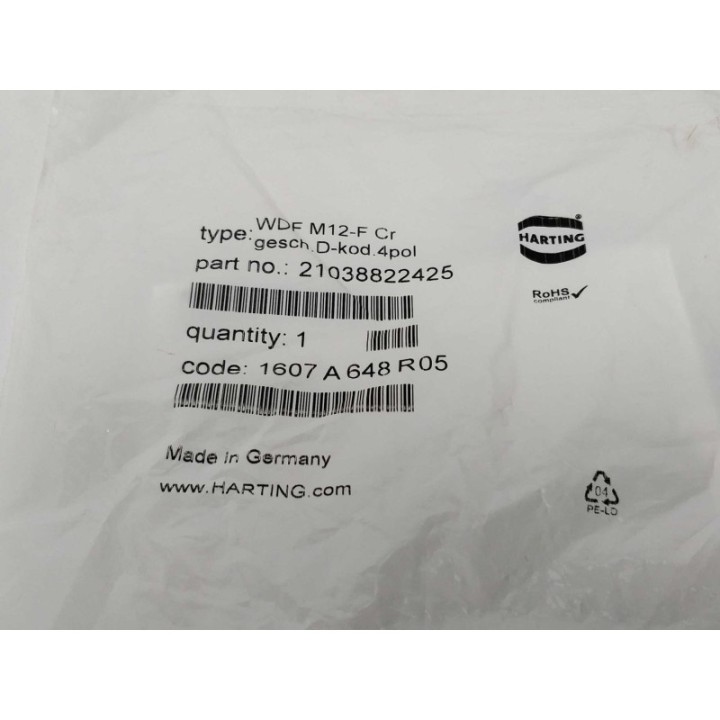 type: WDF M12-F Cr
gesch.D-kod.4pol
part no.: 21038822425
quantity: 1
code: 1607 A 648 R05
Made in Germany
www.HARTING.com
HARTING
RoHS
compliant
04
PE-LD